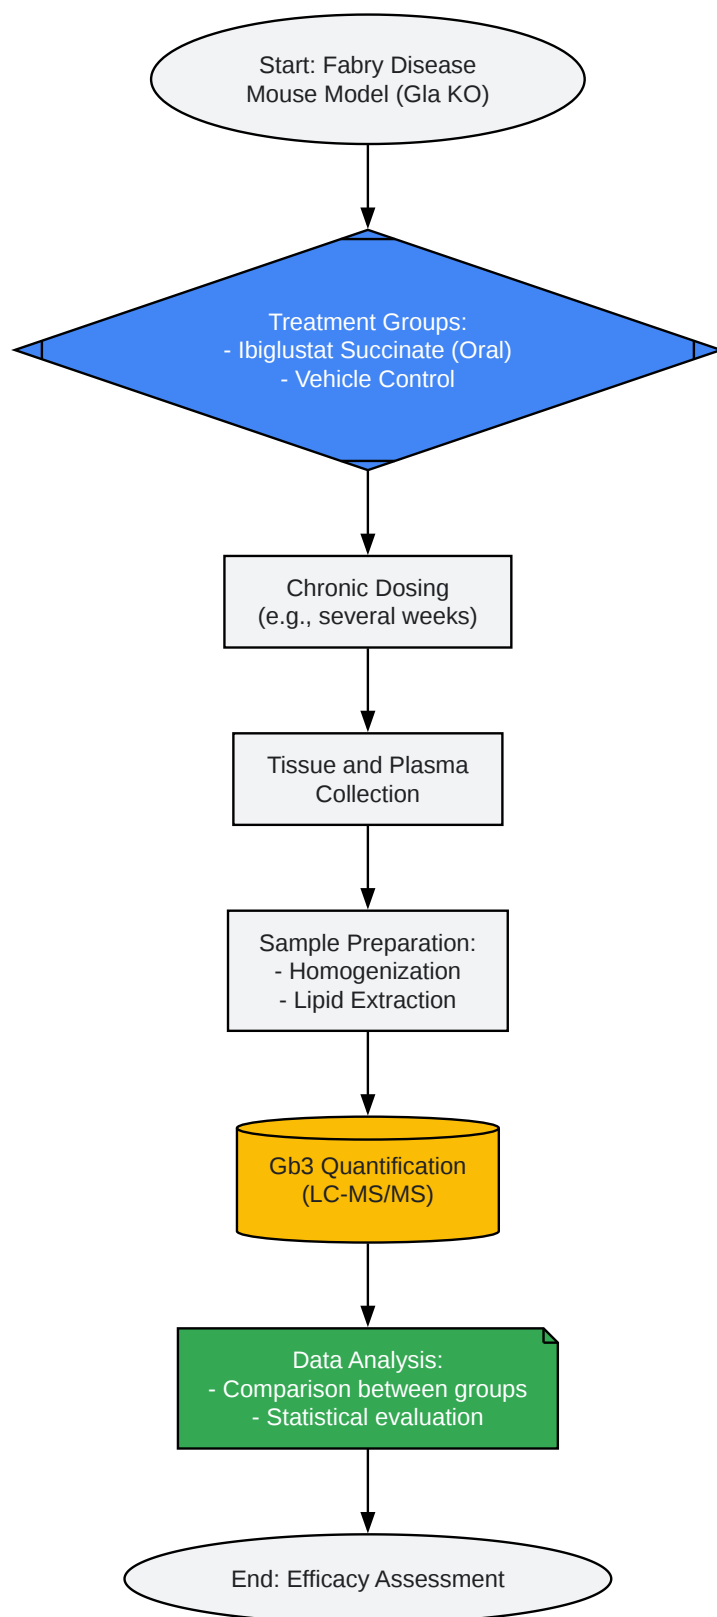 Start: Fabry Disease
Mouse Model (Gla KO)
Treatment Groups:
- Ibiglustat Succinate (Oral)
- Vehicle Control
Chronic Dosing
(e.g., several weeks)
Tissue and Plasma
Collection
Sample Preparation:
- Homogenization
- Lipid Extraction
Gb3 Quantification
(LC-MS/MS)
Data Analysis:
- Comparison between groups
- Statistical evaluation
End: Efficacy Assessment